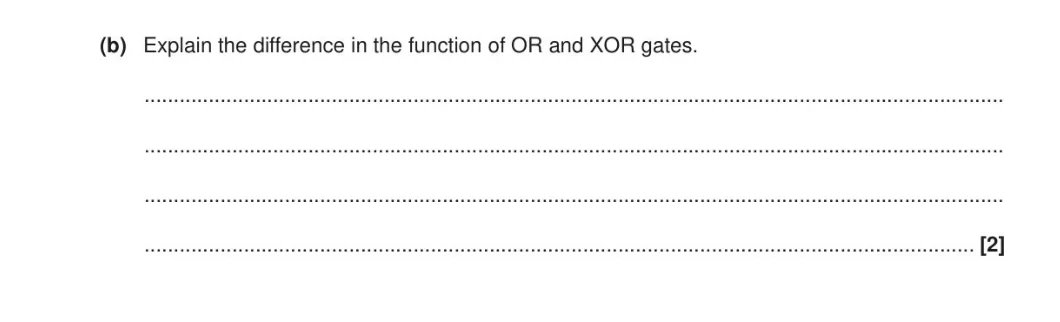 (b) Explain the difference in the function of OR and XOR gates.
[2]